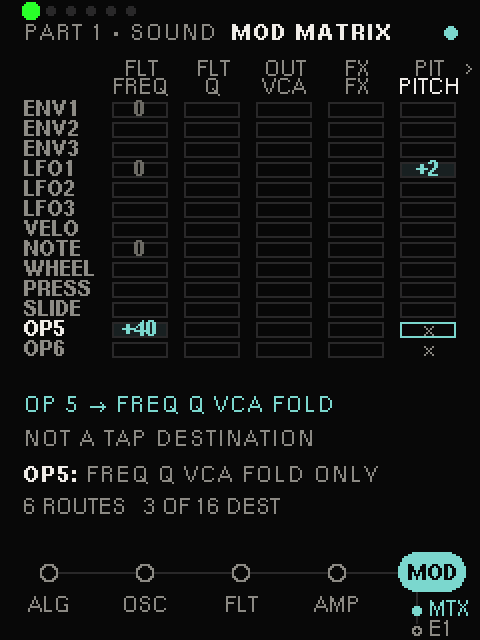 PART 1 · SOUND MOD MATRIX
FLT FLT OUT FX PIT >
FREQ Q VCA FX PITCH
ENV1 0
ENV2
ENV3
LFO1 0 +2
LFO2
LFO3
VELO
NOTE 0
WHEEL
PRESS
SLIDE
OP5 +40 x
OP6 x
OP 5 → FREQ Q VCA FOLD
NOT A TAP DESTINATION
OP5: FREQ Q VCA FOLD ONLY
6 ROUTES 3 OF 16 DEST
ALG OSC FLT AMP MOD
MTX
E1